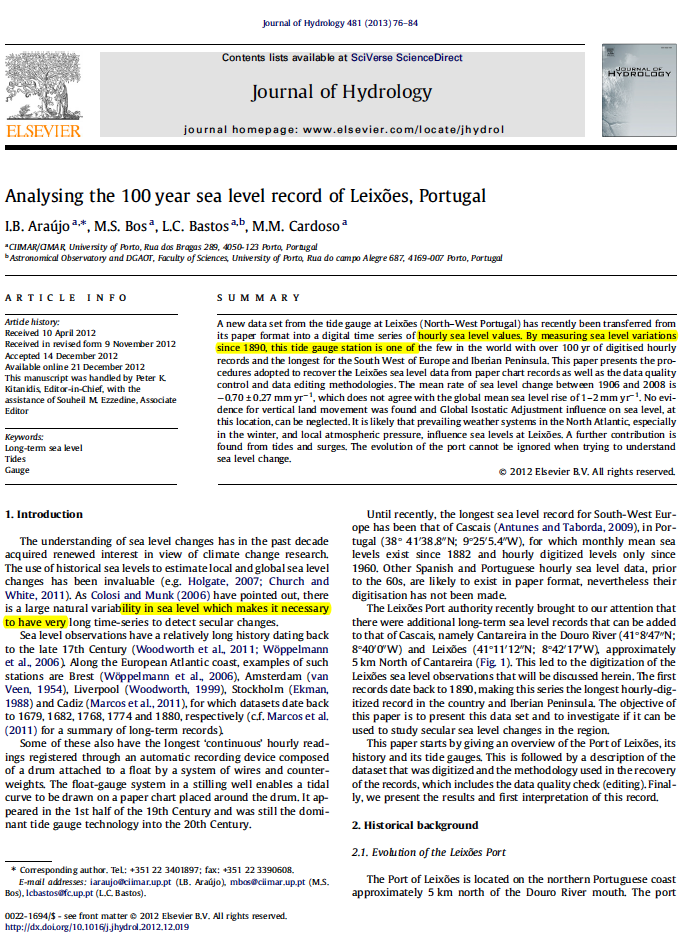 Journal of Hydrology 481 (2013) 76–84
Contents lists available at SciVerse ScienceDirect
Journal of Hydrology
journal homepage: www.elsevier.com/locate/jhydrol
ELSEVIER
JOURNAL OF
HYDROLOGY
Analysing the 100 year sea level record of Leixões, Portugal
I.B. Araújo a,*, M.S. Bos a, L.C. Bastos a,b, M.M. Cardoso a
a CIIMAR/CIMAR, University of Porto, Rua dos Bragas 289, 4050-123 Porto, Portugal
b Astronomical Observatory and DGAOT, Faculty of Sciences, University of Porto, Rua do campo Alegre 687, 4169-007 Porto, Portugal
ARTICLE INFO
Article history:
Received 10 April 2012
Received in revised form 9 November 2012
Accepted 14 December 2012
Available online 21 December 2012
This manuscript was handled by Peter K.
Kitanidis, Editor-in-Chief, with the
assistance of Souheil M. Ezzedine, Associate
Editor
Keywords:
Long-term sea level
Tides
Gauge
SUMMARY
A new data set from the tide gauge at Leixões (North–West Portugal) has recently been transferred from
its paper format into a digital time series of hourly sea level values. By measuring sea level variations
since 1890, this tide gauge station is one of the few in the world with over 100 yr of digitised hourly
records and the longest for the South West of Europe and Iberian Peninsula. This paper presents the pro-
cedures adopted to recover the Leixões sea level data from paper chart records as well as the data quality
control and data editing methodologies. The mean rate of sea level change between 1906 and 2008 is
−0.70 ± 0.27 mm yr−1, which does not agree with the global mean sea level rise of 1–2 mm yr−1. No evi-
dence for vertical land movement was found and Global Isostatic Adjustment influence on sea level, at
this location, can be neglected. It is likely that prevailing weather systems in the North Atlantic, especially
in the winter, and local atmospheric pressure, influence sea levels at Leixões. A further contribution is
found from tides and surges. The evolution of the port cannot be ignored when trying to understand
sea level change.
© 2012 Elsevier B.V. All rights reserved.
1. Introduction
The understanding of sea level changes has in the past decade
acquired renewed interest in view of climate change research.
The use of historical sea levels to estimate local and global sea level
changes has been invaluable (e.g. Holgate, 2007; Church and
White, 2011). As Colosi and Munk (2006) have pointed out, there
is a large natural variability in sea level which makes it necessary
to have very long time-series to detect secular changes.
Sea level observations have a relatively long history dating back
to the late 17th Century (Woodworth et al., 2011; Wöppelmann
et al., 2006). Along the European Atlantic coast, examples of such
stations are Brest (Wöppelmann et al., 2006), Amsterdam (van
Veen, 1954), Liverpool (Woodworth, 1999), Stockholm (Ekman,
1988) and Cadiz (Marcos et al., 2011), for which datasets date back
to 1679, 1682, 1768, 1774 and 1880, respectively (c.f. Marcos et al.
(2011) for a summary of long-term records).
Some of these also have the longest ‘continuous’ hourly read-
ings registered through an automatic recording device composed
of a drum attached to a float by a system of wires and counter-
weights. The float-gauge system in a stilling well enables a tidal
curve to be drawn on a paper chart placed around the drum. It ap-
peared in the 1st half of the 19th Century and was still the domi-
nant tide gauge technology into the 20th Century.
Until recently, the longest sea level record for South-West Eur-
ope has been that of Cascais (Antunes and Taborda, 2009), in Por-
tugal (38° 41′38.8″N; 9°25′5.4″W), for which monthly mean sea
levels exist since 1882 and hourly digitized levels only since
1960. Other Spanish and Portuguese hourly sea level data, prior
to the 60s, are likely to exist in paper format, nevertheless their
digitisation has not been made.
The Leixões Port authority recently brought to our attention that
there were additional long-term sea level records that can be added
to that of Cascais, namely Cantareira in the Douro River (41°8′47″N;
8°40′0″W) and Leixões (41°11′12″N; 8°42′17″W), approximately
5 km North of Cantareira (Fig. 1). This led to the digitization of the
Leixões sea level observations that will be discussed herein. The first
records date back to 1890, making this series the longest hourly-dig-
itized record in the country and Iberian Peninsula. The objective of
this paper is to present this data set and to investigate if it can be
used to study secular sea level changes in the region.
This paper starts by giving an overview of the Port of Leixões, its
history and its tide gauges. This is followed by a description of the
dataset that was digitized and the methodology used in the recovery
of the records, which includes the data quality check (editing). Final-
ly, we present the results and first interpretation of this record.
2. Historical background
2.1. Evolution of the Leixões Port
The Port of Leixões is located on the northern Portuguese coast
approximately 5 km north of the Douro River mouth. The port
* Corresponding author. Tel.: +351 22 3401897; fax: +351 22 3390608.
E-mail addresses: iaraujo@ciimar.up.pt (I.B. Araújo), mbos@ciimar.up.pt (M.S.
Bos), lcbastos@fc.up.pt (L.C. Bastos).
0022-1694/$ - see front matter © 2012 Elsevier B.V. All rights reserved.
http://dx.doi.org/10.1016/j.jhydrol.2012.12.019